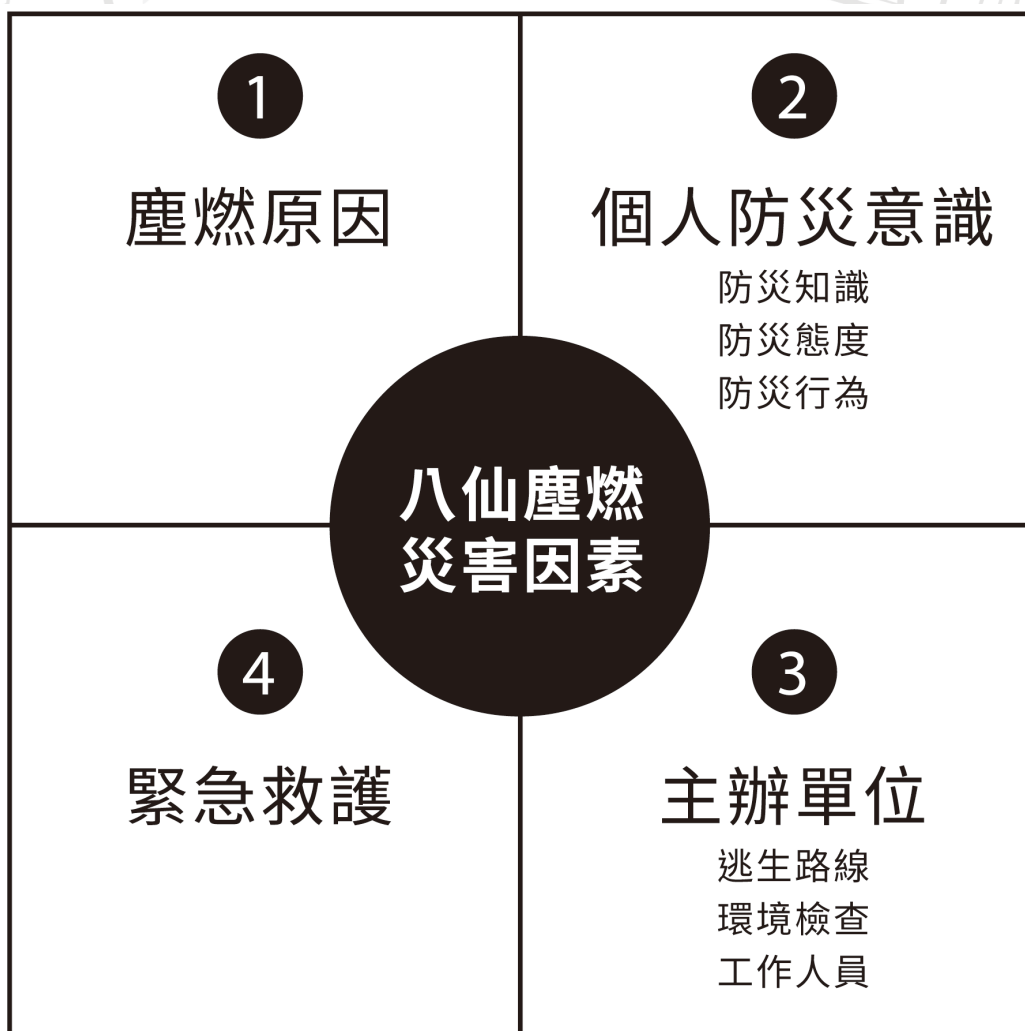 1
塵燃原因
2
個人防災意識
防災知識
防災態度
防災行為
八仙塵燃
災害因素
4
緊急救護
3
主辦單位
逃生路線
環境檢查
工作人員